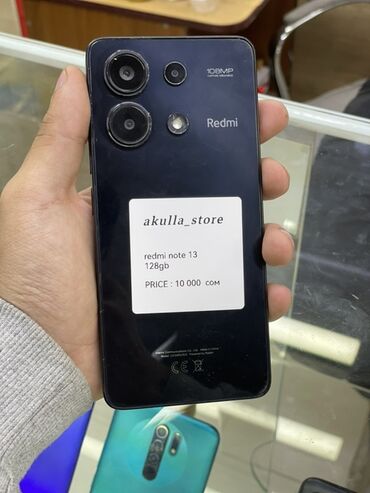 108MP
Redmi
akulla_store
redmi note 13
128gb
PRICE : 10 000 сом